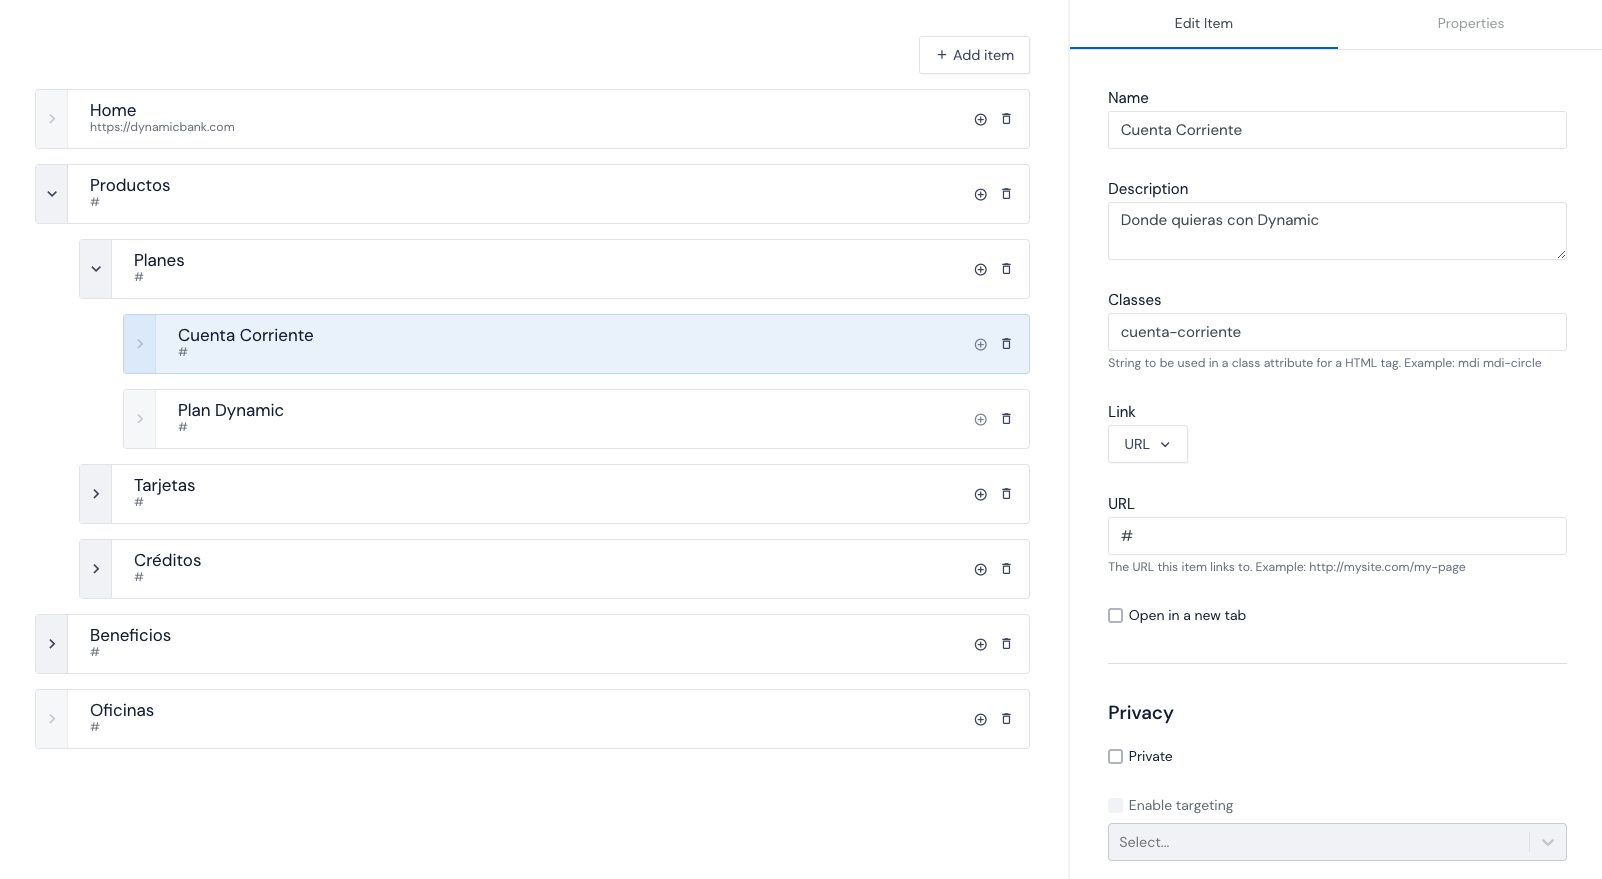 + Add item
Home
https://dynamicbank.com
Productos
#
Planes
#
Cuenta Corriente
#
Plan Dynamic
#
Tarjetas
#
Créditos
#
Beneficios
#
Oficinas
#
Edit Item
Properties
Name
Cuenta Corriente
Description
Donde quieras con Dynamic
Classes
cuenta-corriente
String to be used in a class attribute for a HTML tag. Example: mdi mdi-circle
Link
URL
URL
#
The URL this item links to. Example: http://mysite.com/my-page
Open in a new tab
Privacy
Private
Enable targeting
Select...